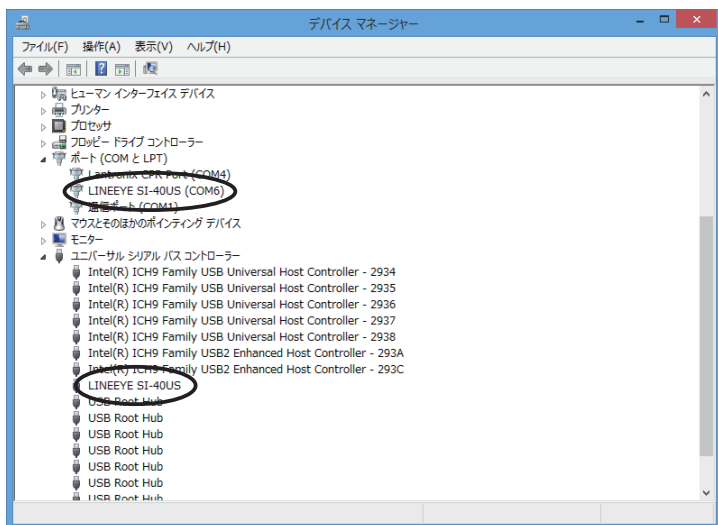 デバイス マネージャー
ファイル(F) 操作(A) 表示(V) ヘルプ(H)
ヒューマン インターフェイス デバイス
プリンター
プロセッサ
フロッピー ドライブ コントローラー
ポート (COM と LPT)
Lantronix CPR Port (COM4)
LINEEYE SI-40US (COM6)
通信ポート (COM1)
マウスとそのほかのポインティング デバイス
モニター
ユニバーサル シリアル バス コントローラー
Intel(R) ICH9 Family USB Universal Host Controller - 2934
Intel(R) ICH9 Family USB Universal Host Controller - 2935
Intel(R) ICH9 Family USB Universal Host Controller - 2936
Intel(R) ICH9 Family USB Universal Host Controller - 2937
Intel(R) ICH9 Family USB Universal Host Controller - 2938
Intel(R) ICH9 Family USB2 Enhanced Host Controller - 293A
Intel(R) ICH9 Family USB2 Enhanced Host Controller - 293C
LINEEYE SI-40US
USB Root Hub
USB Root Hub
USB Root Hub
USB Root Hub
USB Root Hub
USB Root Hub
USB Root Hub